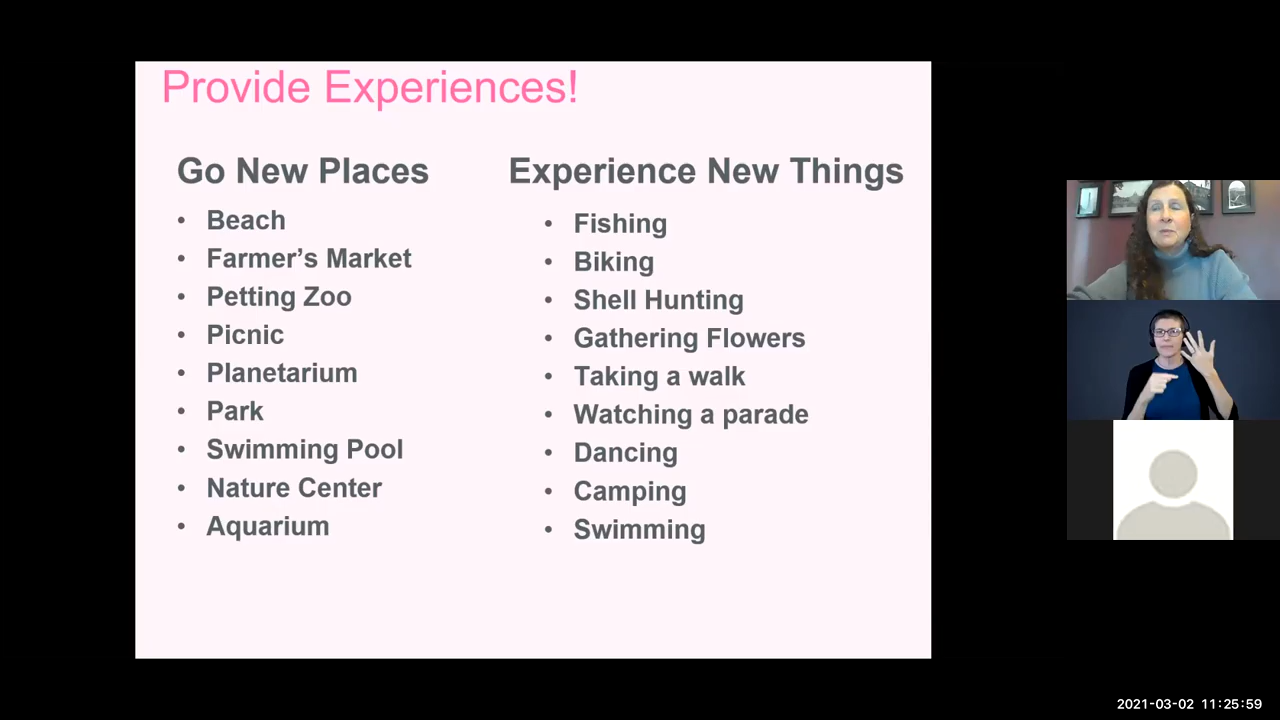 Provide Experiences!
Go New Places
• Beach
• Farmer’s Market
• Petting Zoo
• Picnic
• Planetarium
• Park
• Swimming Pool
• Nature Center
• Aquarium
Experience New Things
• Fishing
• Biking
• Shell Hunting
• Gathering Flowers
• Taking a walk
• Watching a parade
• Dancing
• Camping
• Swimming
2021-03-02 11:25:59